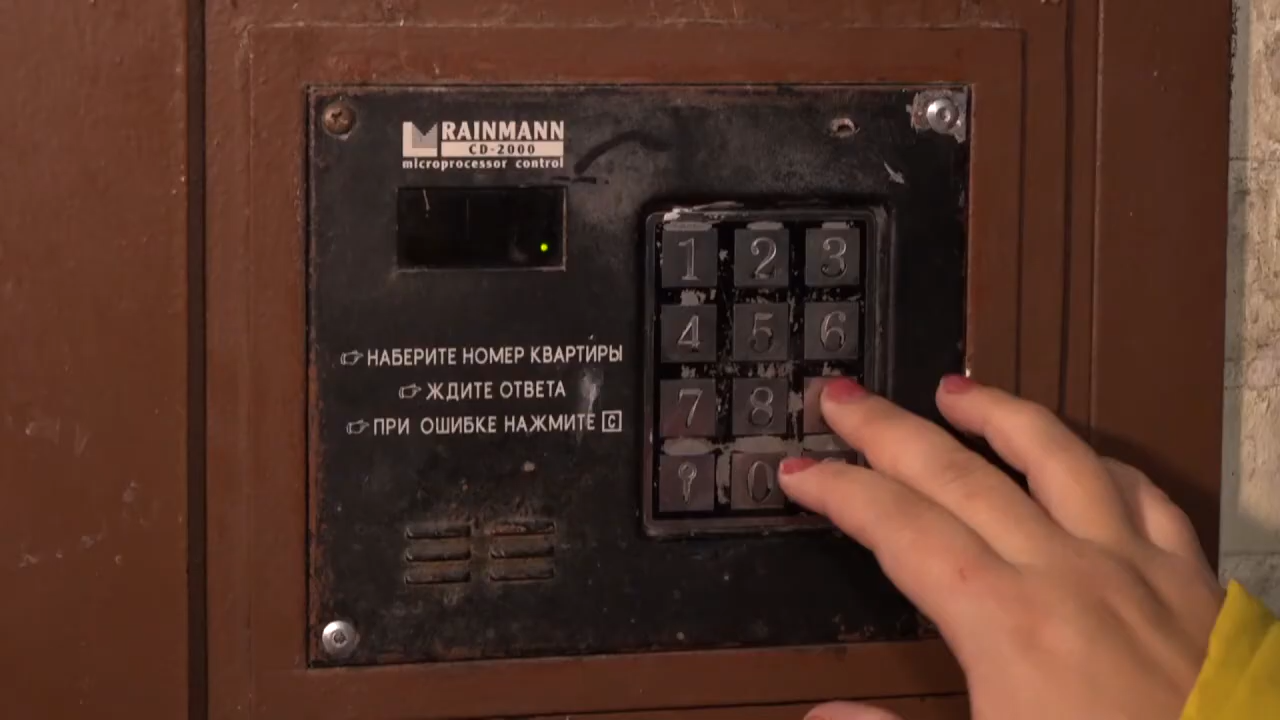 RAINMANN
CD-2000
microprocessor control
НАБЕРИТЕ НОМЕР КВАРТИРЫ
ЖДИТЕ ОТВЕТА
ПРИ ОШИБКЕ НАЖМИТЕ C
1 2 3
4 5 6
7 8
0